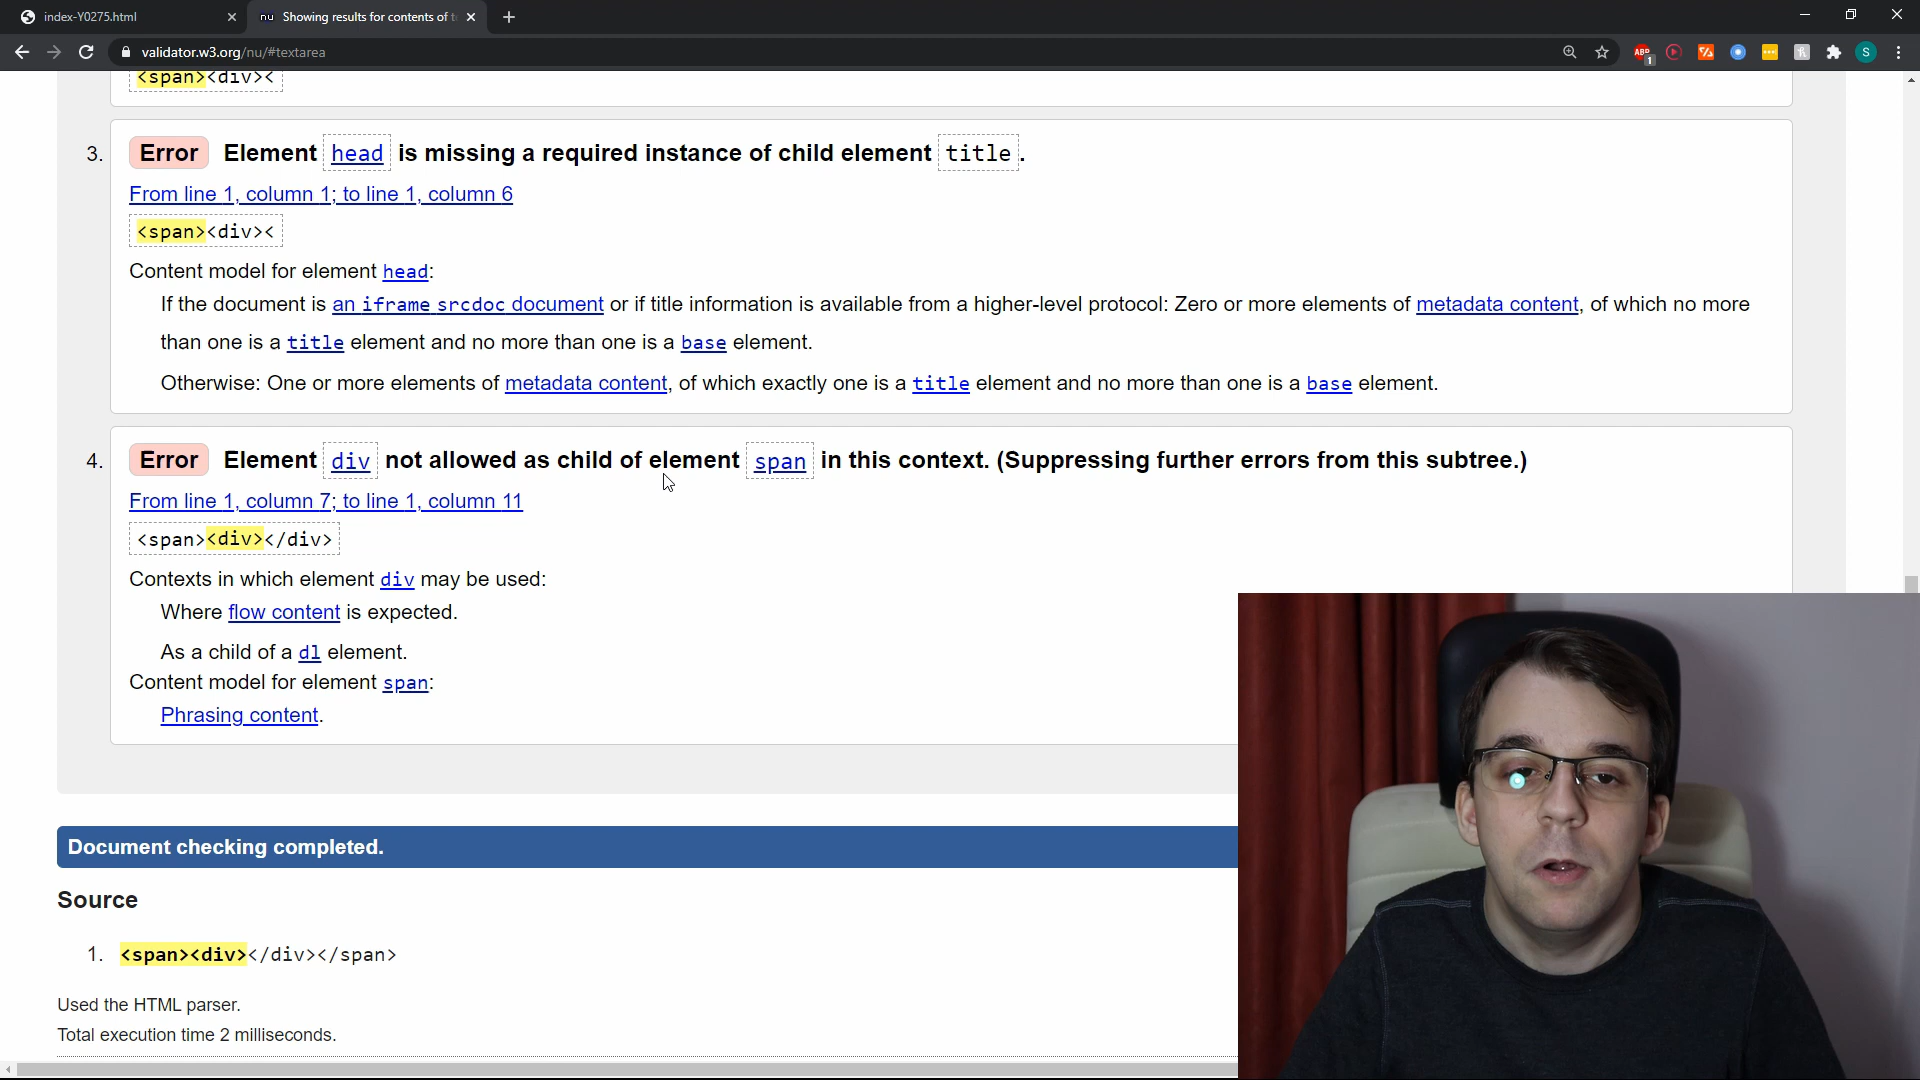 index-Y0275.html
nu Showing results for contents of t
validator.w3.org/nu/#textarea
ABP
1
S
<span><div><
3. Error Element head is missing a required instance of child element title.
From line 1, column 1; to line 1, column 6
<span><div><
Content model for element head:
If the document is an iframe srcdoc document or if title information is available from a higher-level protocol: Zero or more elements of metadata content, of which no more
than one is a title element and no more than one is a base element.
Otherwise: One or more elements of metadata content, of which exactly one is a title element and no more than one is a base element.
4. Error Element div not allowed as child of element span in this context. (Suppressing further errors from this subtree.)
From line 1, column 7; to line 1, column 11
<span><div></div>
Contexts in which element div may be used:
Where flow content is expected.
As a child of a dl element.
Content model for element span:
Phrasing content.
Document checking completed.
Source
1. <span><div></div></span>
Used the HTML parser.
Total execution time 2 milliseconds.